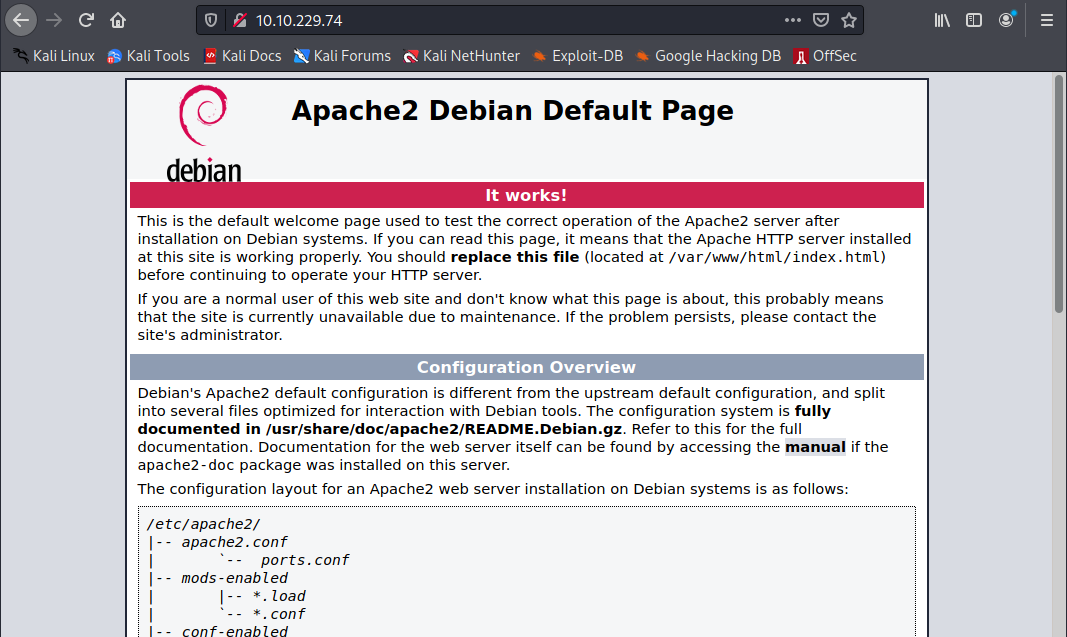 10.10.229.74
Kali Linux Kali Tools Kali Docs Kali Forums Kali NetHunter Exploit-DB Google Hacking DB OffSec
debian
Apache2 Debian Default Page
It works!
This is the default welcome page used to test the correct operation of the Apache2 server after
installation on Debian systems. If you can read this page, it means that the Apache HTTP server installed
at this site is working properly. You should replace this file (located at /var/www/html/index.html)
before continuing to operate your HTTP server.
If you are a normal user of this web site and don't know what this page is about, this probably means
that the site is currently unavailable due to maintenance. If the problem persists, please contact the
site's administrator.
Configuration Overview
Debian's Apache2 default configuration is different from the upstream default configuration, and split
into several files optimized for interaction with Debian tools. The configuration system is fully
documented in /usr/share/doc/apache2/README.Debian.gz. Refer to this for the full
documentation. Documentation for the web server itself can be found by accessing the manual if the
apache2-doc package was installed on this server.
The configuration layout for an Apache2 web server installation on Debian systems is as follows:
/etc/apache2/
|-- apache2.conf
|       `--  ports.conf
|-- mods-enabled
|       |-- *.load
|       `-- *.conf
|-- conf-enabled